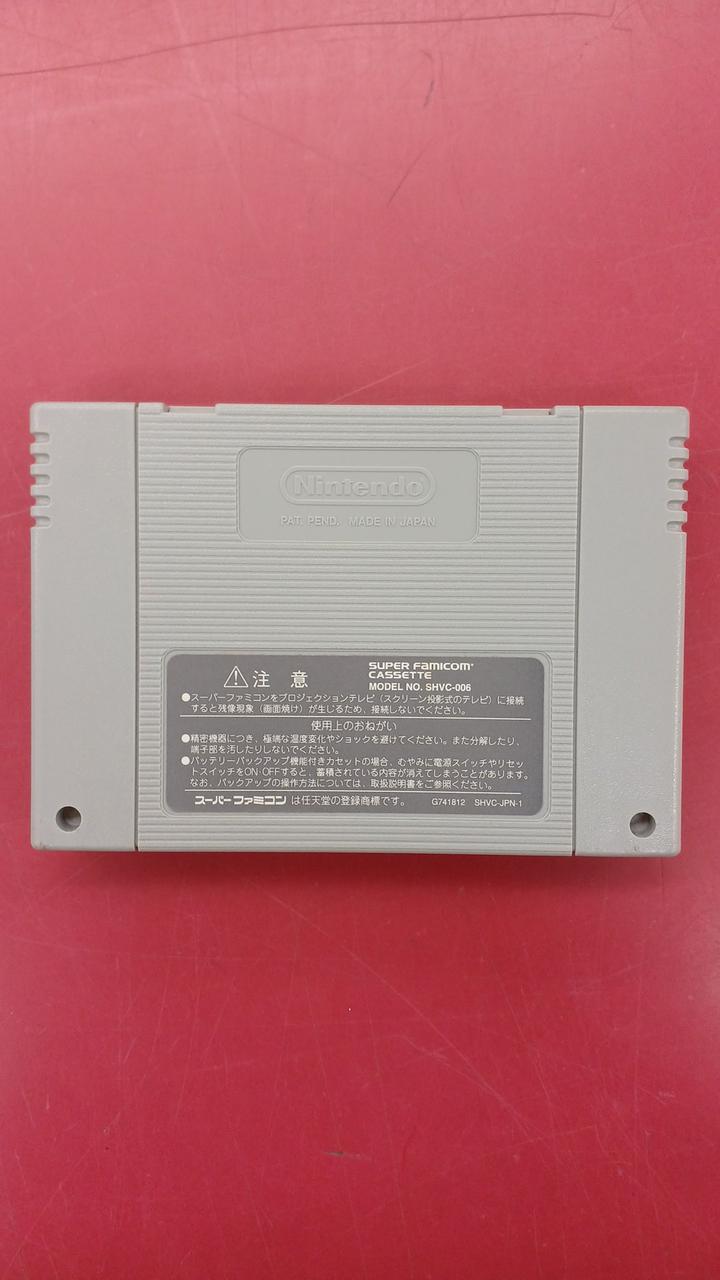 Nintendo
PAT. PEND. MADE IN JAPAN
⚠注 意
SUPER FAMICOM®
CASSETTE
MODEL NO. SHVC-006
●スーパーファミコンをプロジェクションテレビ(スクリーン投影式のテレビ)に接続
すると残像現象(画面焼け)が生じるため、接続しないでください。
使用上のおねがい
●精密機器につき、極端な温度変化やショックを避けてください。また分解したり、
端子部を汚したりしないでください。
●バッテリーバックアップ機能付きカセットの場合、むやみに電源スイッチやリセッ
トスイッチをON・OFFすると、蓄積されている内容が消えてしまうことがあります。
なお、バックアップの操作方法については、取扱説明書をご参照ください。
スーパーファミコン は任天堂の登録商標です。 G741812 SHVC-JPN-1